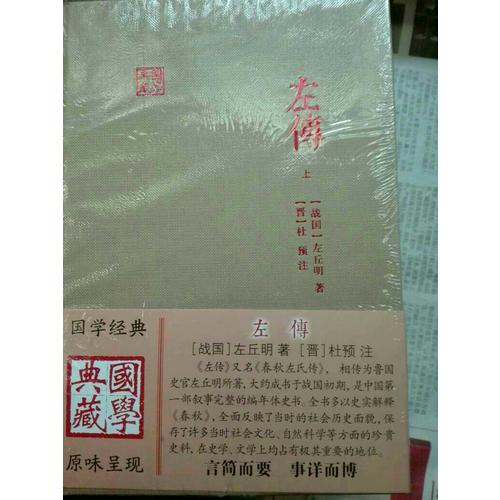 左傳
上
[战国]左丘明 著
[晋]杜 预 注
国学经典
國學
典藏
原味呈现
左 傳
[战国]左丘明 著 [晋]杜预 注
《左传》又名《春秋左氏传》，相传为鲁国
史官左丘明所著，大约成书于战国初期，是中国第
一部叙事完整的编年体史书。全书多以史实解释
《春秋》，全面反映了当时的社会历史面貌，保
存了许多当时社会文化、自然科学等方面的珍贵
史料，在史学、文学上均占有极其重要的地位。
言简而要 事详而博